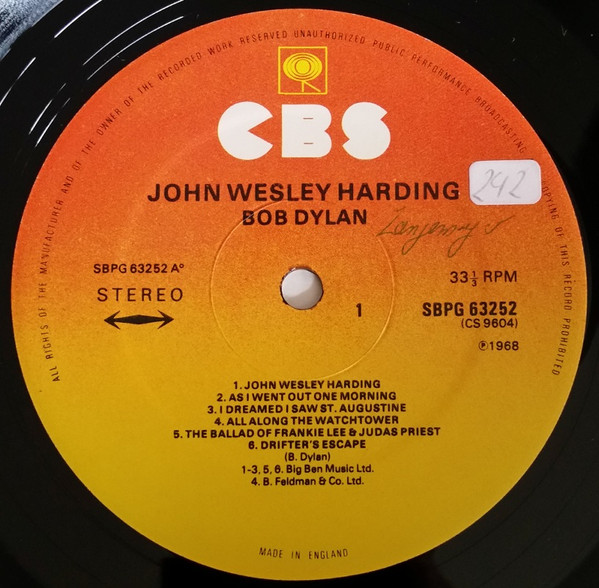 ALL RIGHTS OF THE MANUFACTURER AND OF THE OWNER OF THE RECORDED WORK RESERVED UNAUTHORIZED PUBLIC PERFORMANCE BROADCASTING COPYING OF THIS RECORD PROHIBITED
CBS
JOHN WESLEY HARDING
292
BOB DYLAN
SBPG 63252 A°
STEREO
33⅓ RPM
1
SBPG 63252
(CS 9604)
℗1968
1. JOHN WESLEY HARDING
2. AS I WENT OUT ONE MORNING
3. I DREAMED I SAW ST. AUGUSTINE
4. ALL ALONG THE WATCHTOWER
5. THE BALLAD OF FRANKIE LEE & JUDAS PRIEST
6. DRIFTER'S ESCAPE
(B. Dylan)
1-3, 5, 6. Big Ben Music Ltd.
4. B. Feldman & Co. Ltd.
MADE IN ENGLAND